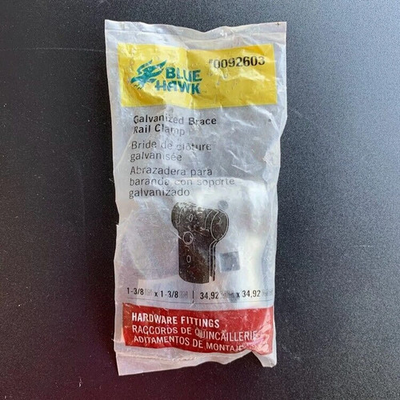 BLUE
HAWK
0092603
Galvanized Brace
Rail Clamp
Bride de cloture
galvanisée
Abrazadera para
baranda con soporte
galvanizado
1-3/8 x 1-3/8 34,92 x 34,92
HARDWARE FITTINGS
RACCORDS DE QUINCAILLERIE
ADITAMENTOS DE MONTAJE